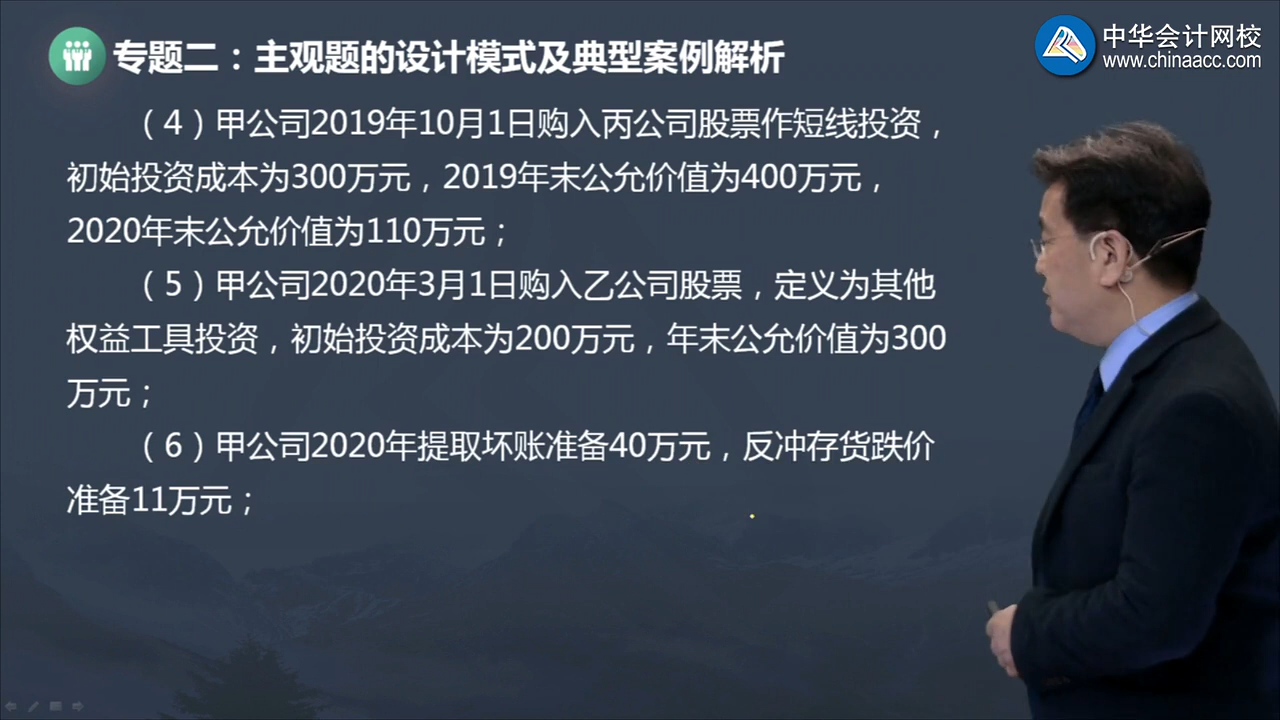 专题二：主观题的设计模式及典型案例解析
中华会计网校
www.chinaacc.com
（4）甲公司2019年10月1日购入丙公司股票作短线投资，
初始投资成本为300万元，2019年末公允价值为400万元，
2020年末公允价值为110万元；
（5）甲公司2020年3月1日购入乙公司股票，定义为其他
权益工具投资，初始投资成本为200万元，年末公允价值为300
万元；
（6）甲公司2020年提取坏账准备40万元，反冲存货跌价
准备11万元；